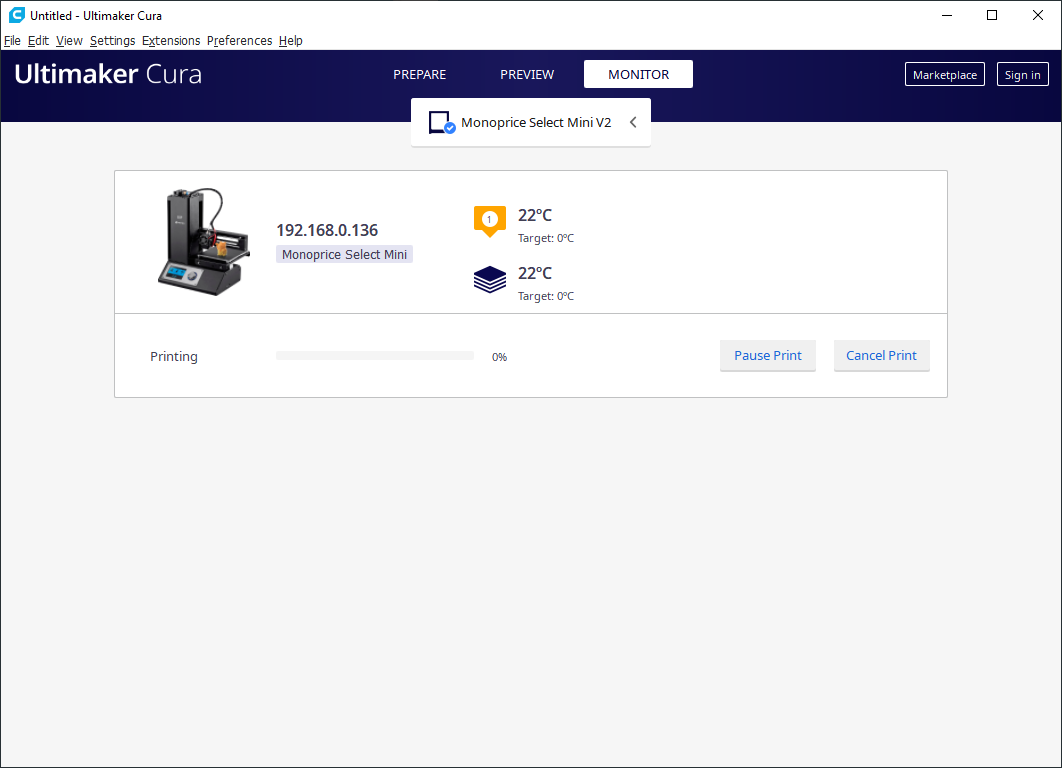 Untitled - Ultimaker Cura
File Edit View Settings Extensions Preferences Help
Ultimaker Cura
PREPARE
PREVIEW
MONITOR
Marketplace
Sign in
Monoprice Select Mini V2
192.168.0.136
Monoprice Select Mini
1
22°C
Target: 0°C
22°C
Target: 0°C
Printing
0%
Pause Print
Cancel Print